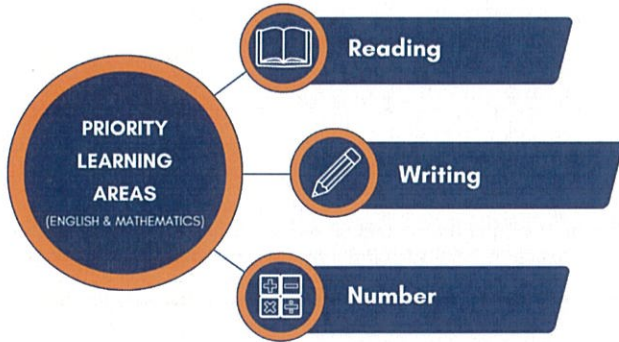 PRIORITY
LEARNING
AREAS
(ENGLISH & MATHEMATICS)
Reading
Writing
Number